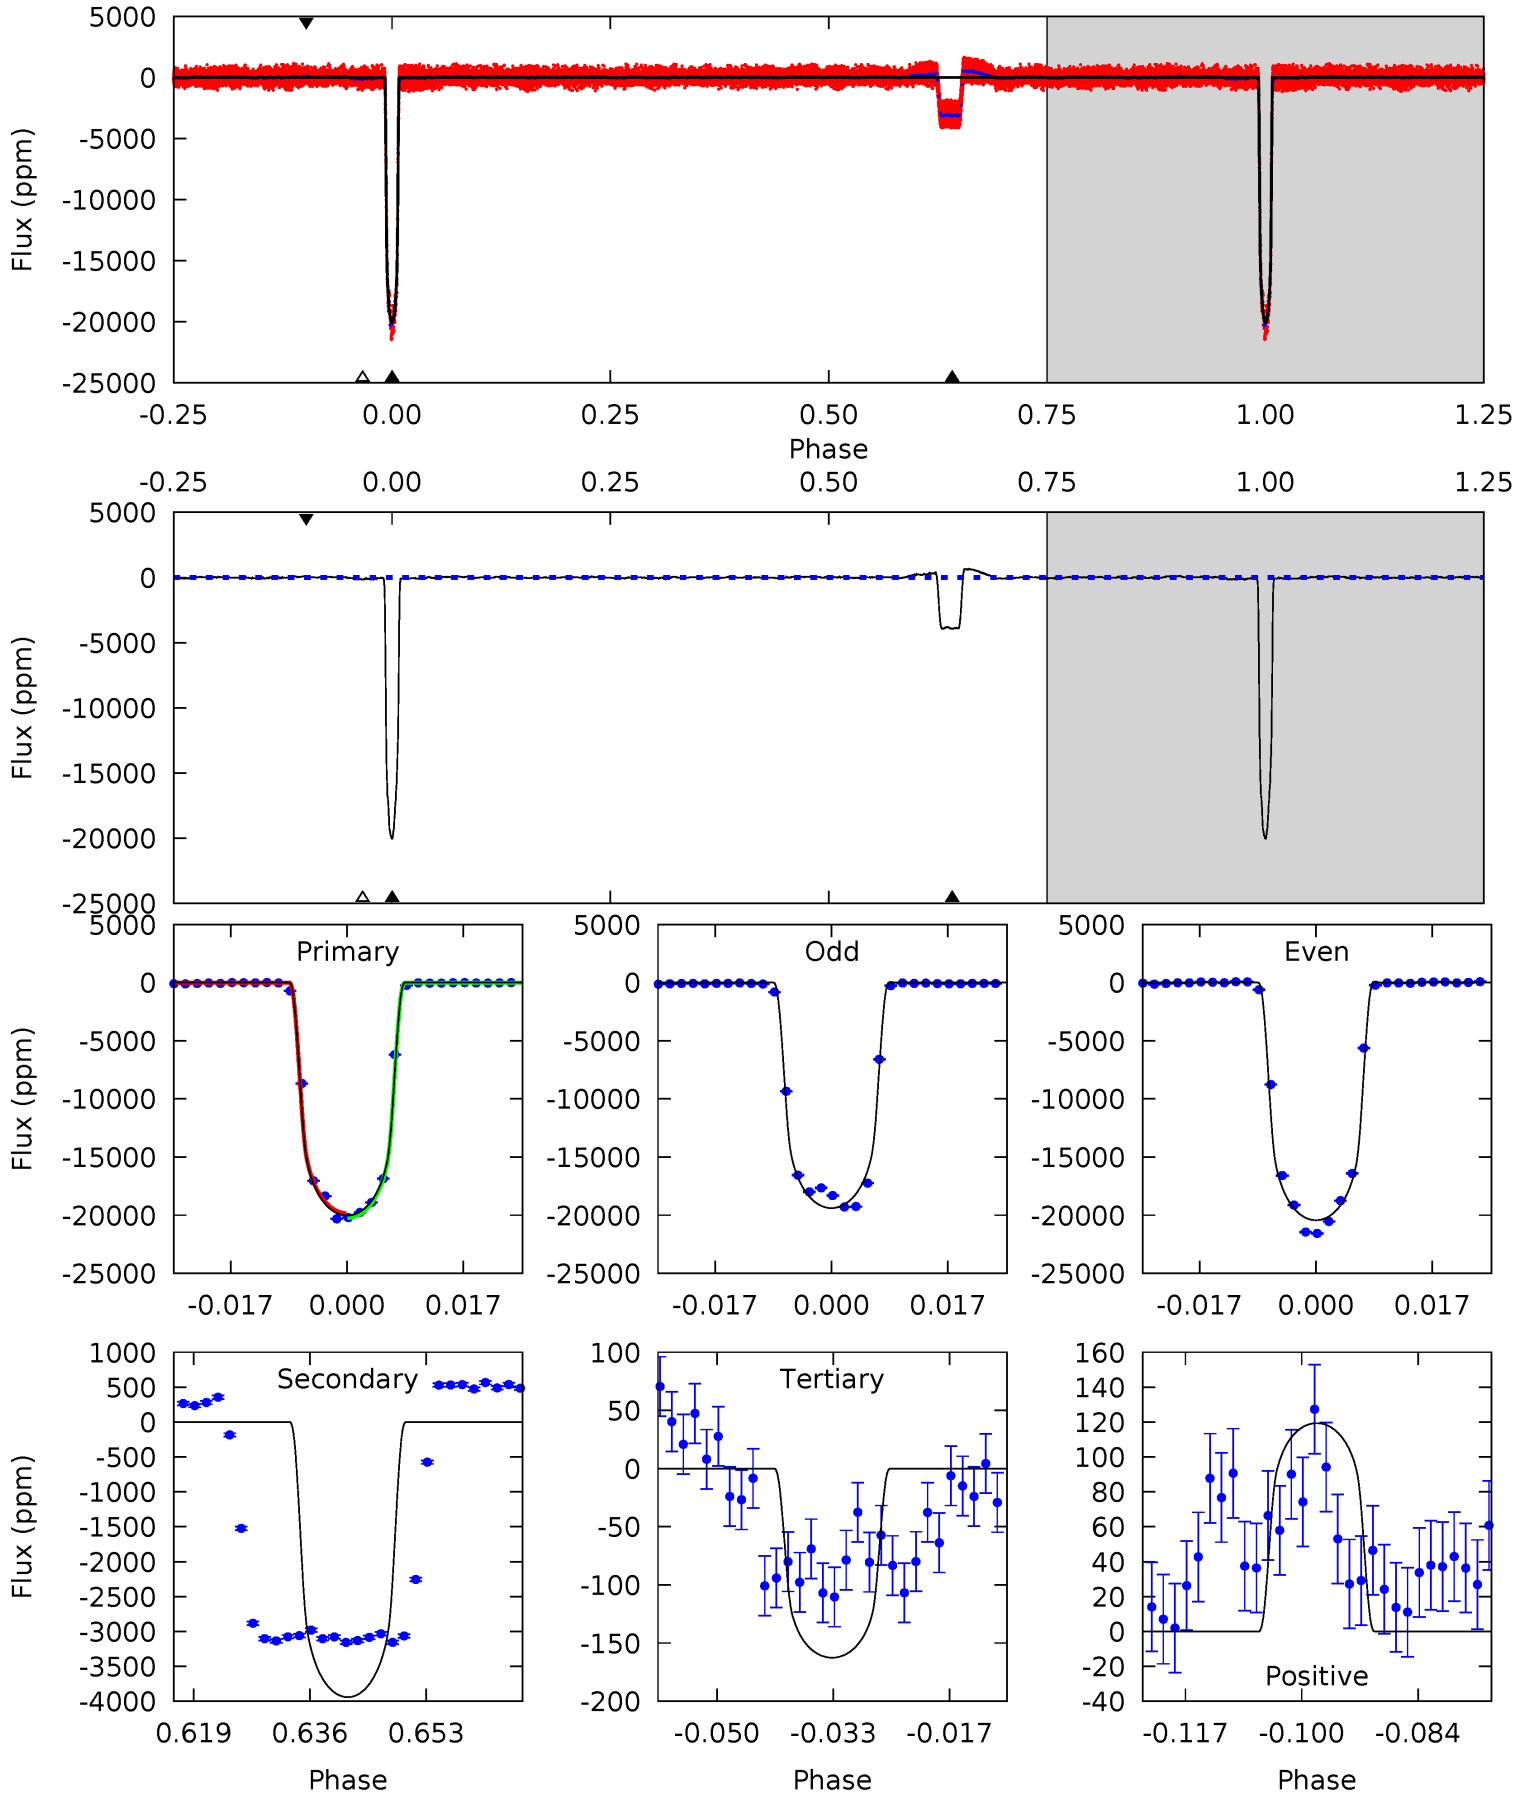 5000
0
-5000
-10000
-15000
-20000
-25000
Flux (ppm)
-0.25 0.00 0.25 0.50 0.75 1.00 1.25
Phase
-0.25 0.00 0.25 0.50 0.75 1.00 1.25
5000
0
-5000
-10000
-15000
-20000
-25000
Flux (ppm)
Primary
5000
0
-5000
-10000
-15000
-20000
-25000
Flux (ppm)
-0.017 0.000 0.017
Odd
5000
0
-5000
-10000
-15000
-20000
-25000
-0.017 0.000 0.017
Even
5000
0
-5000
-10000
-15000
-20000
-25000
-0.017 0.000 0.017
Secondary
1000
500
0
-500
-1000
-1500
-2000
-2500
-3000
-3500
-4000
Flux (ppm)
0.619 0.636 0.653
Phase
Tertiary
100
50
0
-50
-100
-150
-200
-0.050 -0.033 -0.017
Phase
160
140
120
100
80
60
40
20
0
-20
-40
Positive
-0.117 -0.100 -0.084
Phase